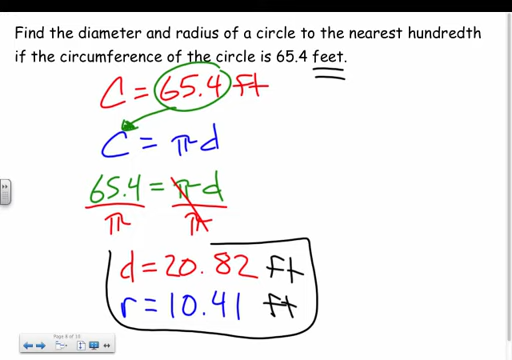 Find the diameter and radius of a circle to the nearest hundredth
if the circumference of the circle is 65.4 feet.
C = 65.4 ft
C = πd
65.4 = πd
π π
d = 20.82 ft
r = 10.41 ft
Page 8 of 10